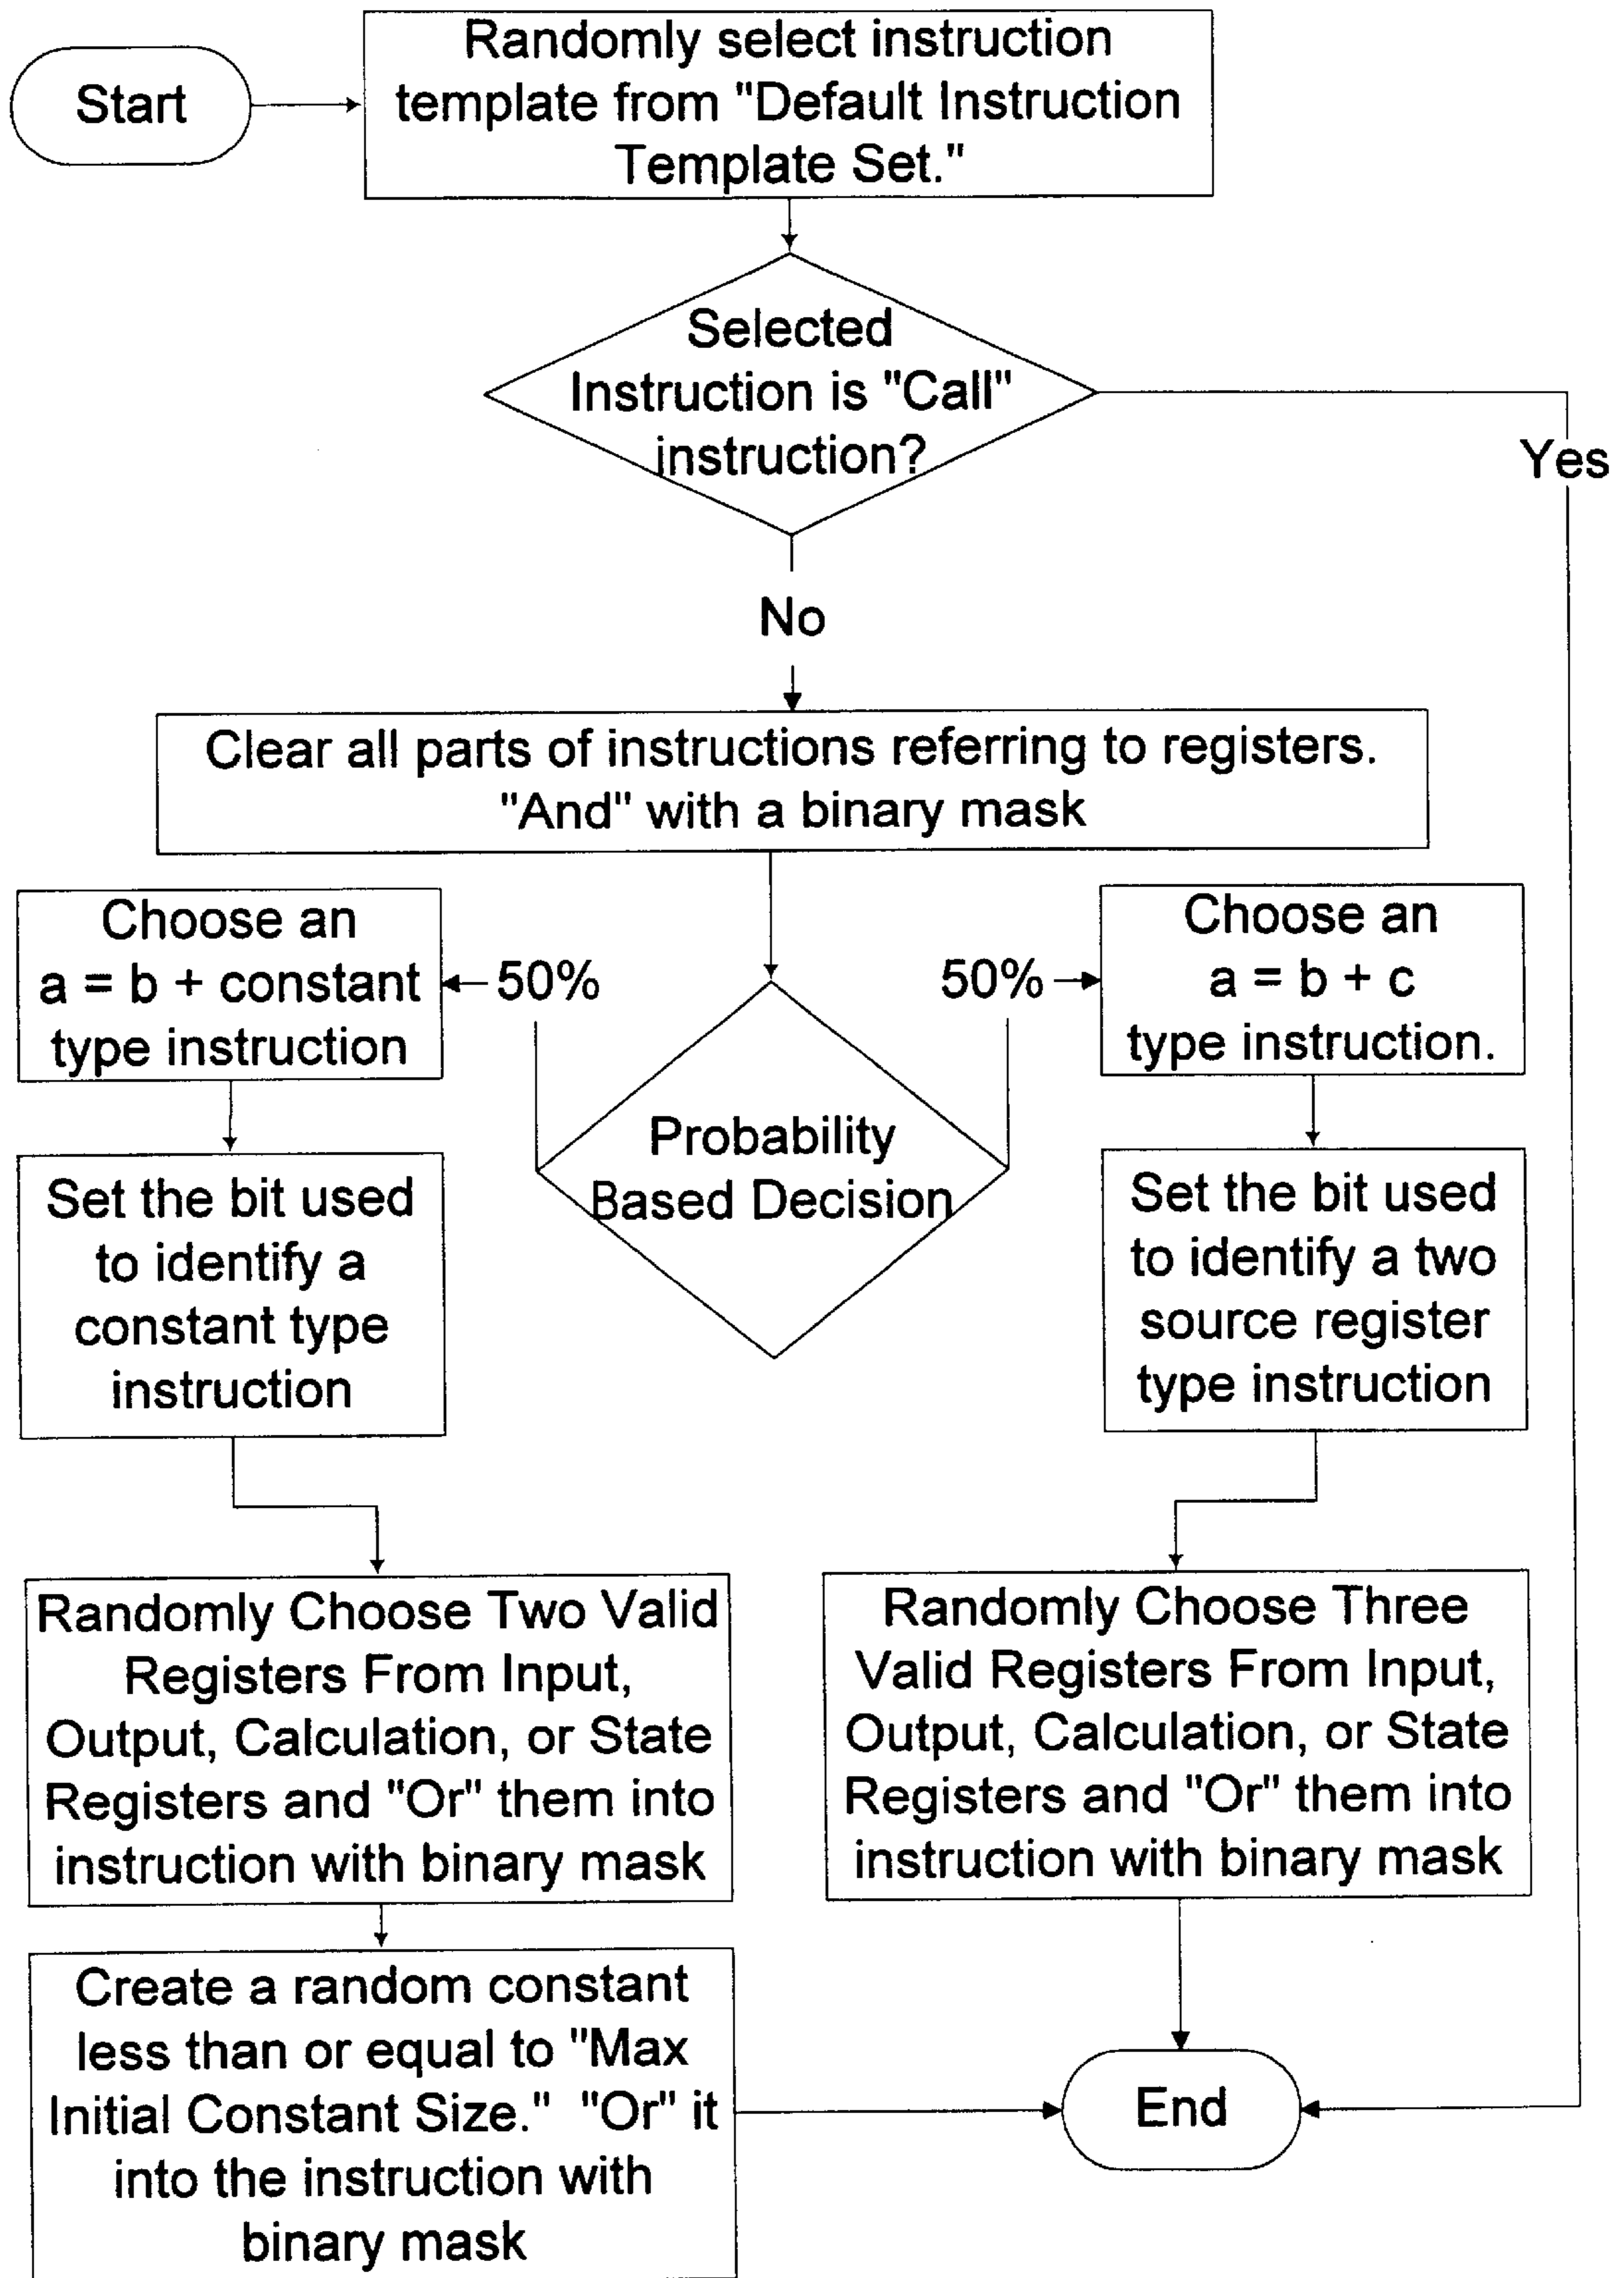 Start
Randomly select instruction
template from "Default Instruction
Template Set."
Selected
Instruction is "Call"
instruction?
Yes
No
Clear all parts of instructions referring to registers.
"And" with a binary mask
Choose an
a = b + constant
type instruction
50%
50%
Choose an
a = b + c
type instruction.
Probability
Based Decision
Set the bit used
to identify a
constant type
instruction
Set the bit used
to identify a two
source register
type instruction
Randomly Choose Two Valid
Registers From Input,
Output, Calculation, or State
Registers and "Or" them into
instruction with binary mask
Randomly Choose Three
Valid Registers From Input,
Output, Calculation, or State
Registers and "Or" them into
instruction with binary mask
Create a random constant
less than or equal to "Max
Initial Constant Size." "Or" it
into the instruction with
binary mask
End